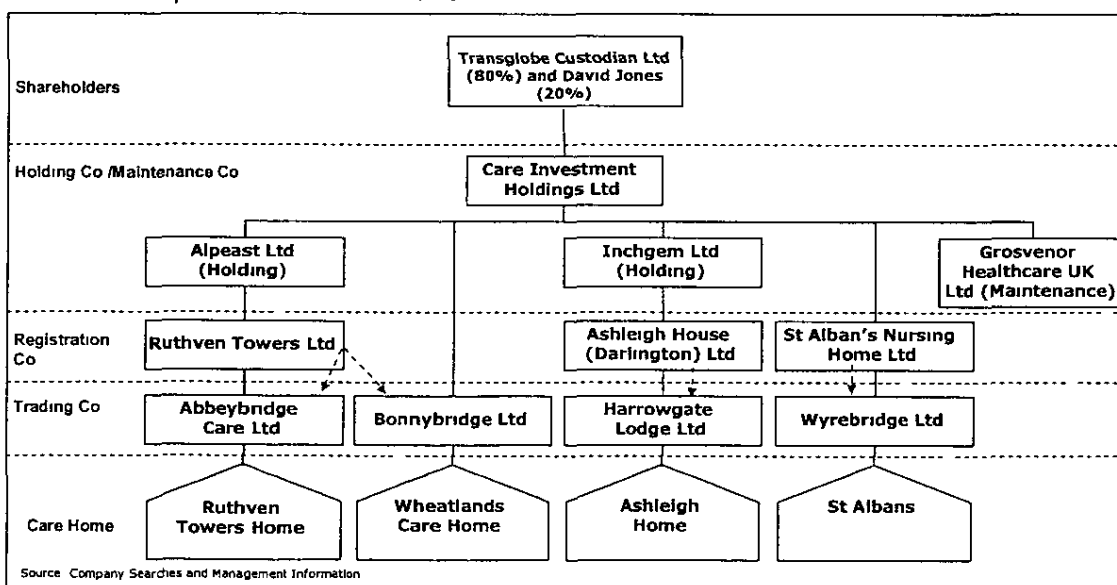 Transglobe Custodian Ltd
(80%) and David Jones
(20%)
Shareholders
Holding Co /Maintenance Co
Care Investment
Holdings Ltd
Alpeast Ltd
(Holding)
Inchgem Ltd
(Holding)
Grosvenor
Healthcare UK
Ltd (Maintenance)
Registration
Co
Ruthven Towers Ltd
Ashleigh House
(Darlington) Ltd
St Alban's Nursing
Home Ltd
Trading Co
Abbeybridge
Care Ltd
Bonnybridge Ltd
Harrowgate
Lodge Ltd
Wyrebridge Ltd
Care Home
Ruthven
Towers Home
Wheatlands
Care Home
Ashleigh
Home
St Albans
Source Company Searches and Management Information